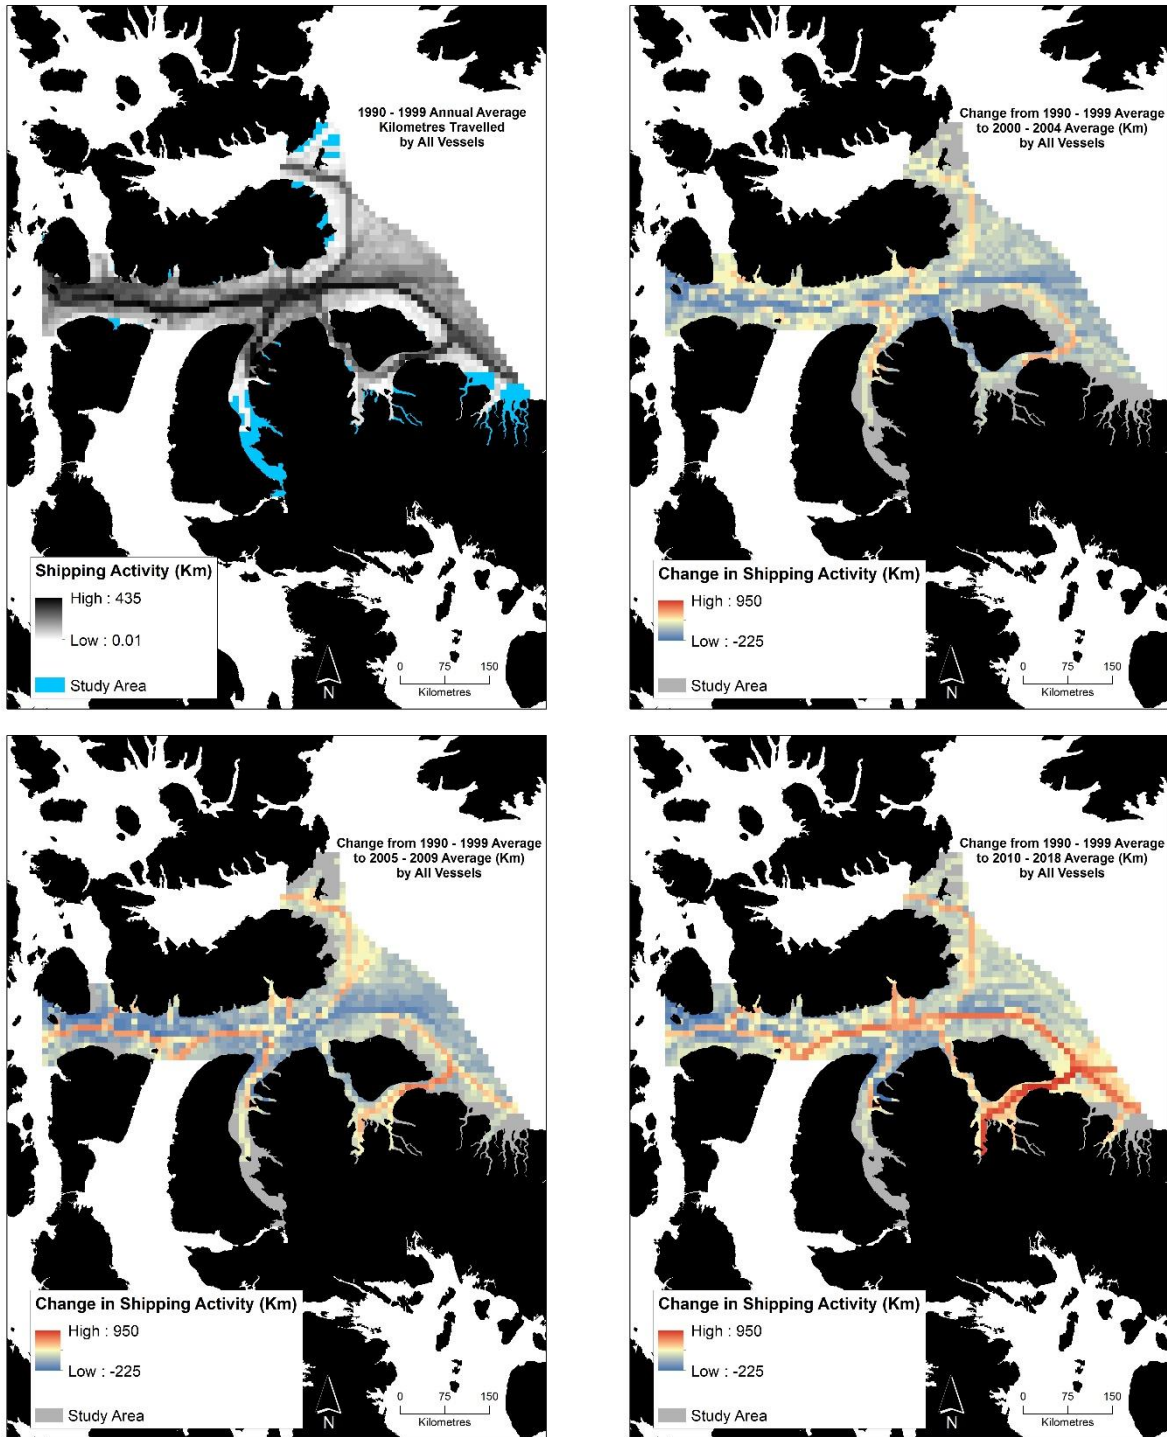 1990 - 1999 Annual Average
Kilometres Travelled
by All Vessels
Shipping Activity (Km)
High : 435
Low : 0.01
Study Area
N
0 75 150
Kilometres
Change from 1990 - 1999 Average
to 2000 - 2004 Average (Km)
by All Vessels
Change in Shipping Activity (Km)
High : 950
Low : -225
Study Area
N
0 75 150
Kilometres
Change from 1990 - 1999 Average
to 2005 - 2009 Average (Km)
by All Vessels
Change in Shipping Activity (Km)
High : 950
Low : -225
Study Area
N
0 75 150
Kilometres
Change from 1990 - 1999 Average
to 2010 - 2018 Average (Km)
by All Vessels
Change in Shipping Activity (Km)
High : 950
Low : -225
Study Area
N
0 75 150
Kilometres